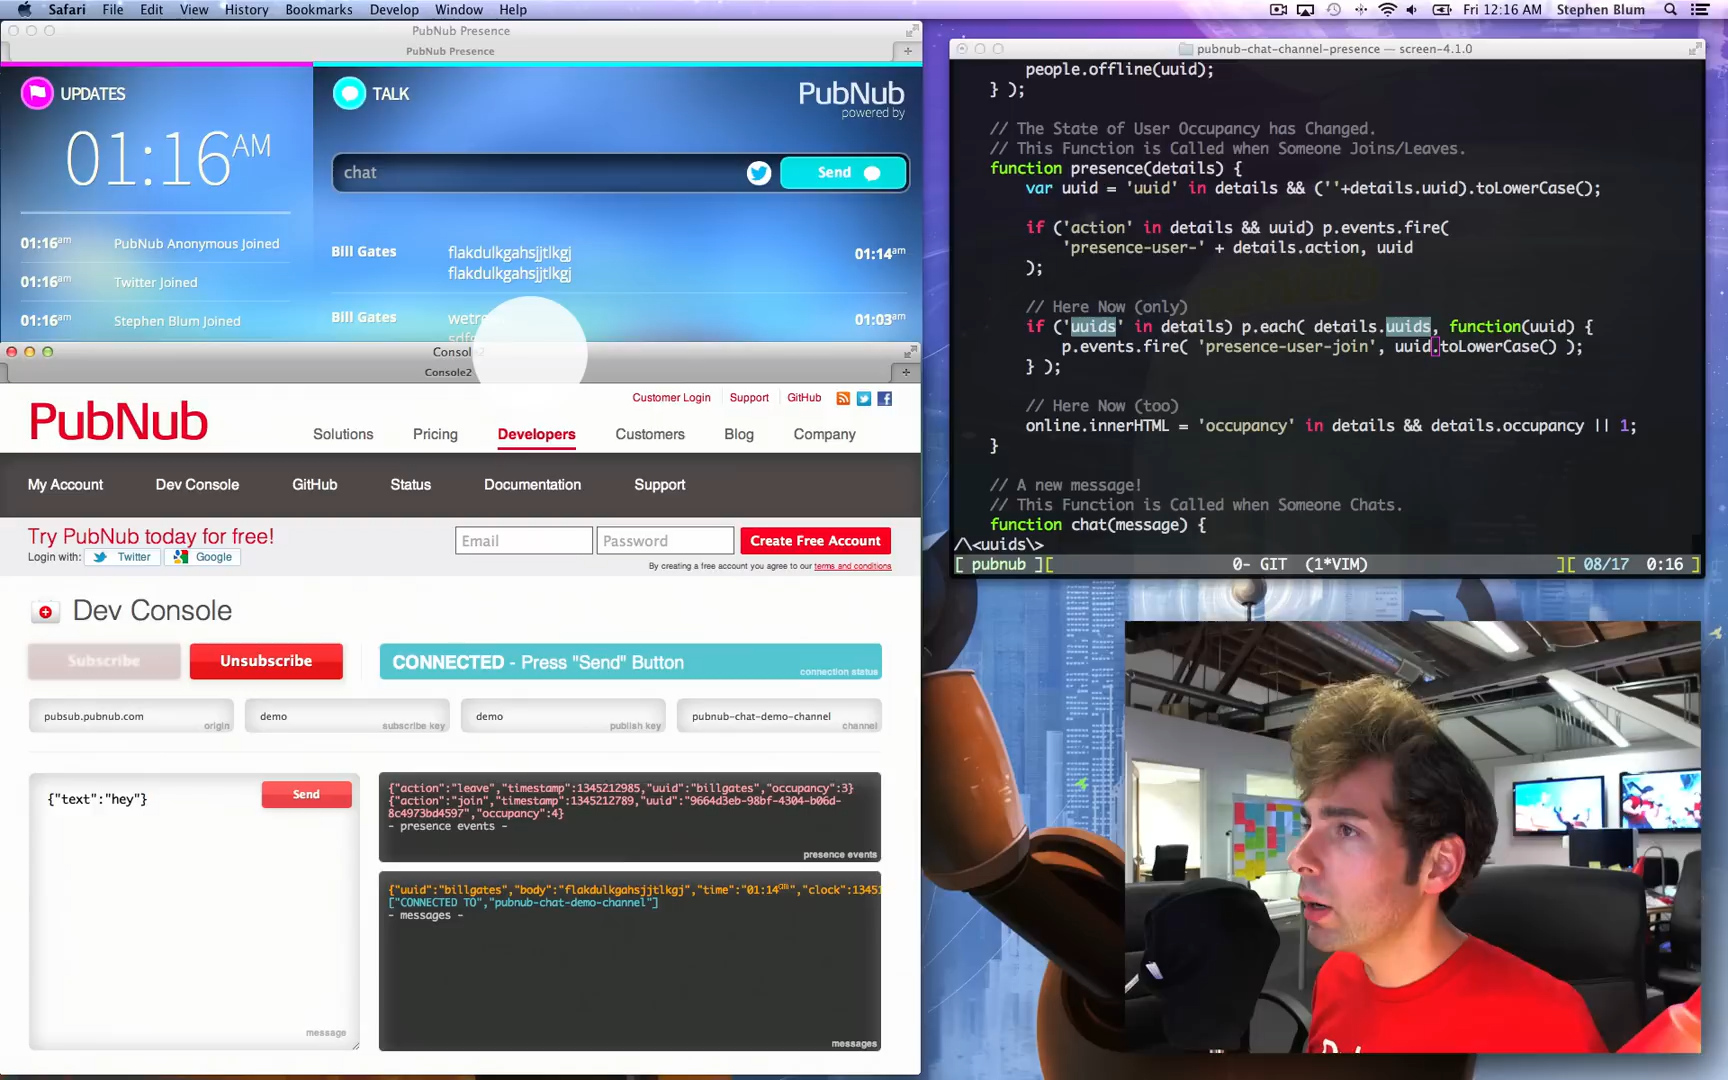 Safari File Edit View History Bookmarks Develop Window Help
Fri 12:16 AM Stephen Blum
PubNub Presence
PubNub Presence
UPDATES
01:16AM
01:16am PubNub Anonymous Joined
01:16am Twitter Joined
01:16am Stephen Blum Joined
TALK
PubNub
powered by
chat
Send
Bill Gates flakdulkgahsjjtlkgj 01:14am
flakdulkgahsjjtlkgj
Bill Gates 01:03am
Console2
PubNub
Customer Login Support GitHub
Solutions Pricing Developers Customers Blog Company
My Account Dev Console GitHub Status Documentation Support
Try PubNub today for free!
Login with: Twitter Google
Email Password Create Free Account
By creating a free account you agree to our terms and conditions
Dev Console
Subscribe Unsubscribe CONNECTED - Press "Send" Button
connection status
pubsub.pubnub.com origin
demo subscribe key
demo publish key
pubnub-chat-demo-channel channel
{"text":"hey"}
Send
message
{"action":"leave","timestamp":1345212985,"uuid":"billgates","occupancy":3}
{"action":"join","timestamp":1345212789,"uuid":"9664d3eb-98bf-4304-b06d-
8c4973bd4597","occupancy":4}
- presence events -
presence events
{"uuid":"billgates","body":"flakdulkgahsjjtlkgj","time":"01:14am","clock":13451
["CONNECTED TO","pubnub-chat-demo-channel"]
- messages -
messages
pubnub-chat-channel-presence — screen-4.1.0
people.offline(uuid);
} );
// The State of User Occupancy has Changed.
// This Function is Called when Someone Joins/Leaves.
function presence(details) {
var uuid = 'uuid' in details && (''+details.uuid).toLowerCase();
if ('action' in details && uuid) p.events.fire(
'presence-user-' + details.action, uuid
);
// Here Now (only)
if ('uuids' in details) p.each( details.uuids, function(uuid) {
p.events.fire( 'presence-user-join', uuid.toLowerCase() );
} );
// Here Now (too)
online.innerHTML = 'occupancy' in details && details.occupancy || 1;
}
// A new message!
// This Function is Called when Someone Chats.
function chat(message) {
/\<uuids\>
[ pubnub ][ 0- GIT (1*VIM) ][ 08/17 0:16 ]